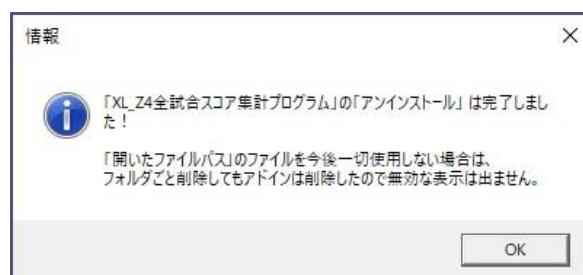 情報
「XL_Z4全試合スコア集計プログラム」の「アンインストール」は完了しまし
た！
「開いたファイルパス」のファイルを今後一切使用しない場合は、
フォルダごと削除してもアドインは削除したので無効な表示は出ません。
OK